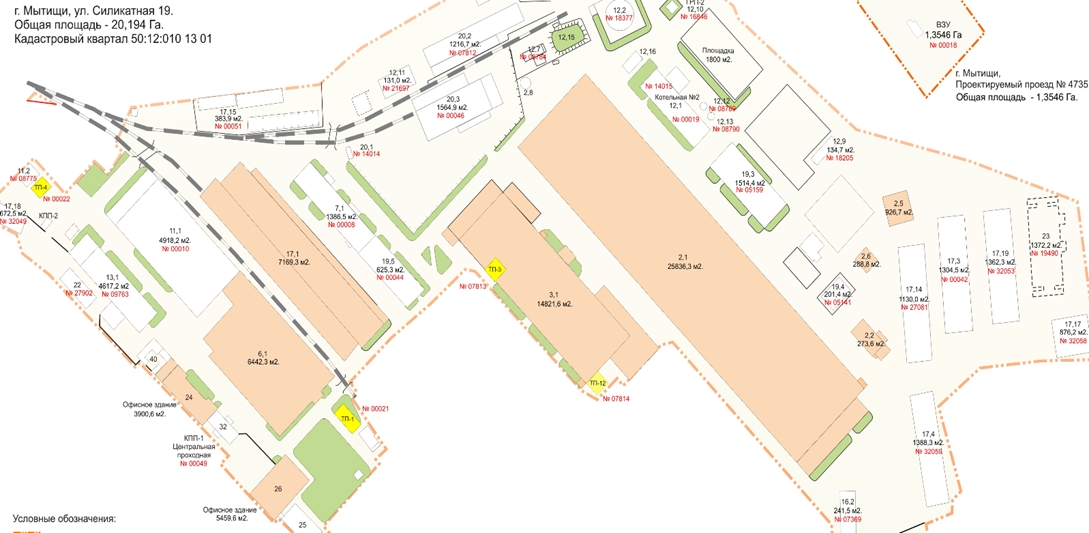 г. Мытищи, ул. Силикатная 19.
Общая площадь - 20,194 Га.
Кадастровый квартал 50:12:010 13 01
12,2
№ 18377
ГРП-2
12,10
№ 16846
ВЗУ
1,3546 Га
№ 00018
г. Мытищи,
Проектируемый проезд № 4735
Общая площадь - 1,3546 Га.
20,2
1216,7 м2.
№ 07812
12,7
№ 09784
12,15
12,16
Площадка
1800 м2.
12,11
131,0 м2.
№ 21697
20,3
1564,9 м2.
№ 00046
2,8
№ 14015
Котельная №2
12,1
№ 00019
12,12
№ 08789
12,13
№ 08790
17,15
383,9 м2.
№ 00051
20,1
№ 14014
12,9
134,7 м2.
№ 18205
11,2
№ 08775
ТП-4
№ 00022
17,18
672,5 м2.
№ 32049
КПП-2
11,1
4918,2 м2.
№ 00010
7,1
1386,5 м2.
№ 00008
19,3
1514,4 м2
№ 05159
2,5
926,7 м2.
23
1372,2 м2.
№ 19490
17,1
7169,3 м2.
19,5
625,3 м2.
№ 00044
ТП-3
№ 07813
2,1
25836,3 м2.
2,6
288,8 м2.
17,3
1304,5 м2.
№ 00042
17,19
1362,3 м2.
№ 32053
22
№ 27902
13,1
4617,2 м2
№ 09763
3,1
14821,6 м2.
19,4
201,4 м2.
№ 05141
17,14
1130,0 м2.
№ 27081
2,2
273,6 м2.
17,17
876,2 м2.
№ 32058
40
6,1
6442,3 м2.
ТП-12
№ 07814
Офисное здание
3900,6 м2.
24
32
ТП-1
№ 00021
КПП-1
Центральная
проходная
№ 00049
17,4
1388,3 м2.
№ 32059
26
Офисное здание
5459,6 м2.
25
16,2
241,5 м2.
№ 07369
Условные обозначения: